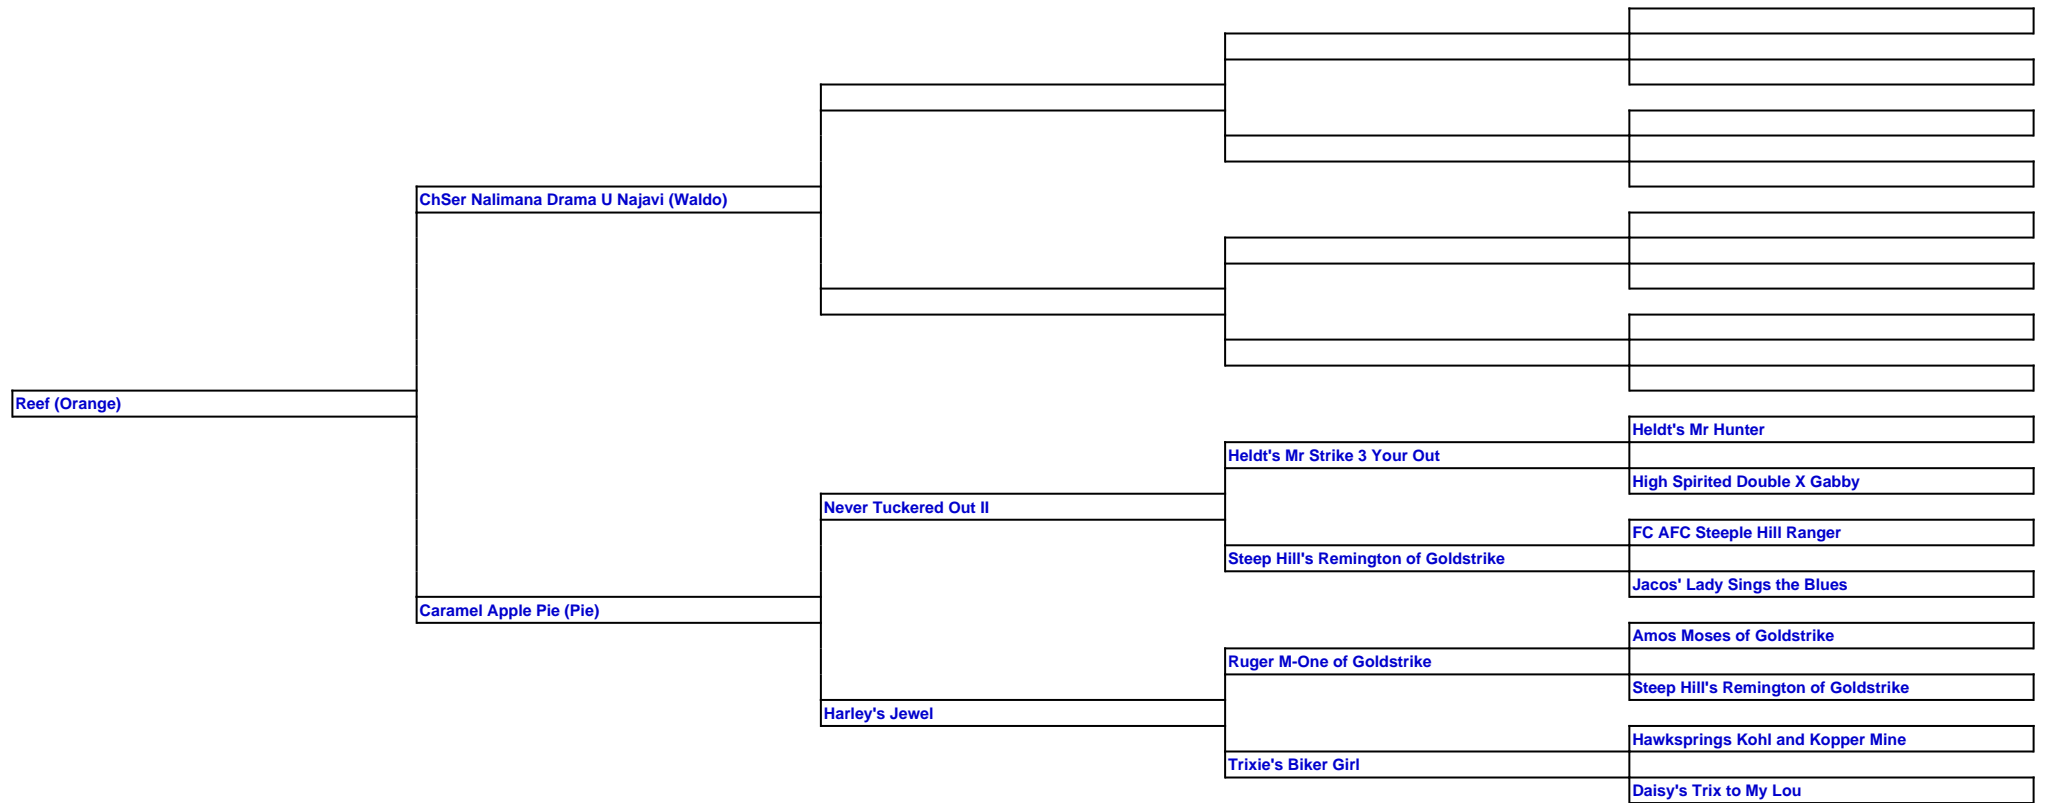 ChSer Nalimana Drama U Najavi (Waldo)
Reef (Orange)
Heldt's Mr Hunter
Heldt's Mr Strike 3 Your Out
High Spirited Double X Gabby
Never Tuckered Out II
FC AFC Steeple Hill Ranger
Steep Hill's Remington of Goldstrike
Jacos' Lady Sings the Blues
Caramel Apple Pie (Pie)
Amos Moses of Goldstrike
Ruger M-One of Goldstrike
Steep Hill's Remington of Goldstrike
Harley's Jewel
Hawksprings Kohl and Kopper Mine
Trixie's Biker Girl
Daisy's Trix to My Lou